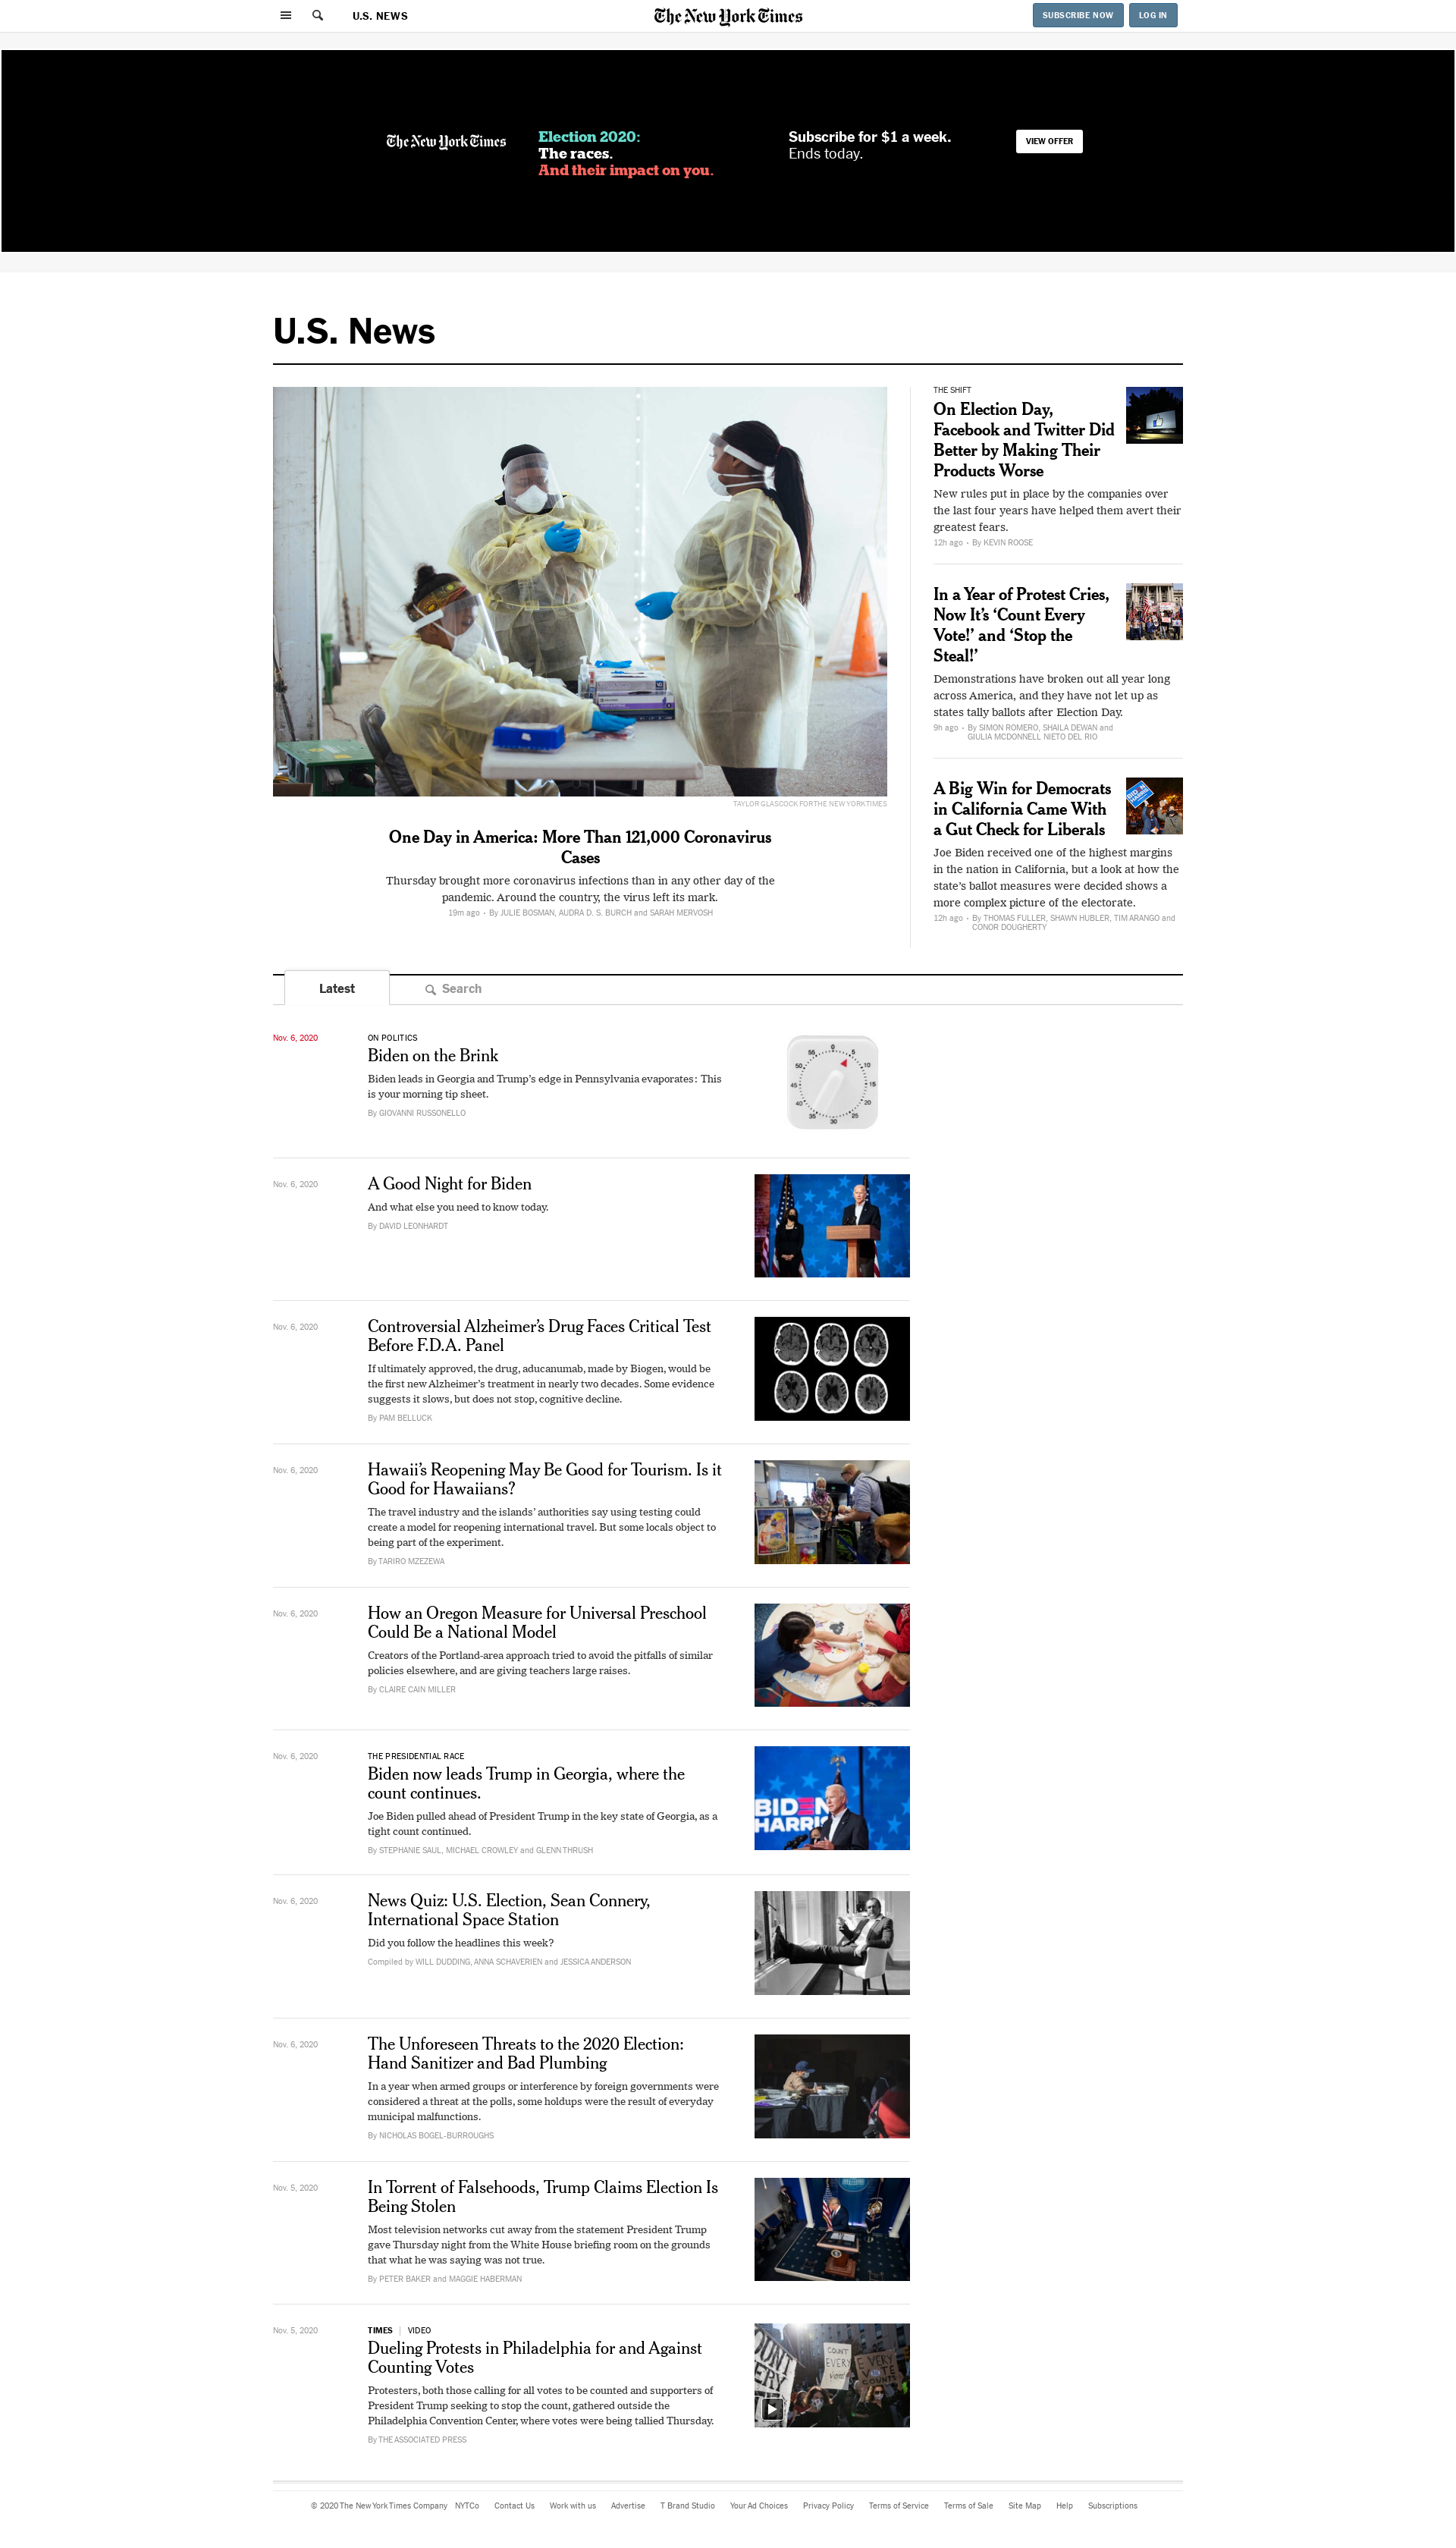 U.S. NEWS
The New York Times
SUBSCRIBE NOW
LOG IN
The New York Times
Election 2020:
The races.
And their impact on you.
Subscribe for $1 a week.
Ends today.
VIEW OFFER
U.S. News
TAYLOR GLASCOCK FOR THE NEW YORK TIMES
One Day in America: More Than 121,000 Coronavirus
Cases
Thursday brought more coronavirus infections than in any other day of the
pandemic. Around the country, the virus left its mark.
19m ago • By JULIE BOSMAN, AUDRA D. S. BURCH and SARAH MERVOSH
THE SHIFT
On Election Day,
Facebook and Twitter Did
Better by Making Their
Products Worse
New rules put in place by the companies over
the last four years have helped them avert their
greatest fears.
12h ago • By KEVIN ROOSE
In a Year of Protest Cries,
Now It’s ‘Count Every
Vote!’ and ‘Stop the
Steal!’
Demonstrations have broken out all year long
across America, and they have not let up as
states tally ballots after Election Day.
9h ago • By SIMON ROMERO, SHAILA DEWAN and
GIULIA MCDONNELL NIETO DEL RIO
A Big Win for Democrats
in California Came With
a Gut Check for Liberals
Joe Biden received one of the highest margins
in the nation in California, but a look at how the
state’s ballot measures were decided shows a
more complex picture of the electorate.
12h ago • By THOMAS FULLER, SHAWN HUBLER, TIM ARANGO and
CONOR DOUGHERTY
Latest
Search
Nov. 6, 2020
ON POLITICS
Biden on the Brink
Biden leads in Georgia and Trump’s edge in Pennsylvania evaporates: This
is your morning tip sheet.
By GIOVANNI RUSSONELLO
0
5
10
15
20
25
30
35
40
45
50
55
Nov. 6, 2020
A Good Night for Biden
And what else you need to know today.
By DAVID LEONHARDT
Nov. 6, 2020
Controversial Alzheimer’s Drug Faces Critical Test
Before F.D.A. Panel
If ultimately approved, the drug, aducanumab, made by Biogen, would be
the first new Alzheimer’s treatment in nearly two decades. Some evidence
suggests it slows, but does not stop, cognitive decline.
By PAM BELLUCK
Nov. 6, 2020
Hawaii’s Reopening May Be Good for Tourism. Is it
Good for Hawaiians?
The travel industry and the islands’ authorities say using testing could
create a model for reopening international travel. But some locals object to
being part of the experiment.
By TARIRO MZEZEWA
Nov. 6, 2020
How an Oregon Measure for Universal Preschool
Could Be a National Model
Creators of the Portland-area approach tried to avoid the pitfalls of similar
policies elsewhere, and are giving teachers large raises.
By CLAIRE CAIN MILLER
Nov. 6, 2020
THE PRESIDENTIAL RACE
Biden now leads Trump in Georgia, where the
count continues.
Joe Biden pulled ahead of President Trump in the key state of Georgia, as a
tight count continued.
By STEPHANIE SAUL, MICHAEL CROWLEY and GLENN THRUSH
BIDEN
HARRIS
Nov. 6, 2020
News Quiz: U.S. Election, Sean Connery,
International Space Station
Did you follow the headlines this week?
Compiled by WILL DUDDING, ANNA SCHAVERIEN and JESSICA ANDERSON
Nov. 6, 2020
The Unforeseen Threats to the 2020 Election:
Hand Sanitizer and Bad Plumbing
In a year when armed groups or interference by foreign governments were
considered a threat at the polls, some holdups were the result of everyday
municipal malfunctions.
By NICHOLAS BOGEL-BURROUGHS
Nov. 5, 2020
In Torrent of Falsehoods, Trump Claims Election Is
Being Stolen
Most television networks cut away from the statement President Trump
gave Thursday night from the White House briefing room on the grounds
that what he was saying was not true.
By PETER BAKER and MAGGIE HABERMAN
Nov. 5, 2020
TIMES | VIDEO
Dueling Protests in Philadelphia for and Against
Counting Votes
Protesters, both those calling for all votes to be counted and supporters of
President Trump seeking to stop the count, gathered outside the
Philadelphia Convention Center, where votes were being tallied Thursday.
By THE ASSOCIATED PRESS
COUNT
EVERY
VOTE
© 2020 The New York Times Company NYTCo Contact Us Work with us Advertise T Brand Studio Your Ad Choices Privacy Policy Terms of Service Terms of Sale Site Map Help Subscriptions